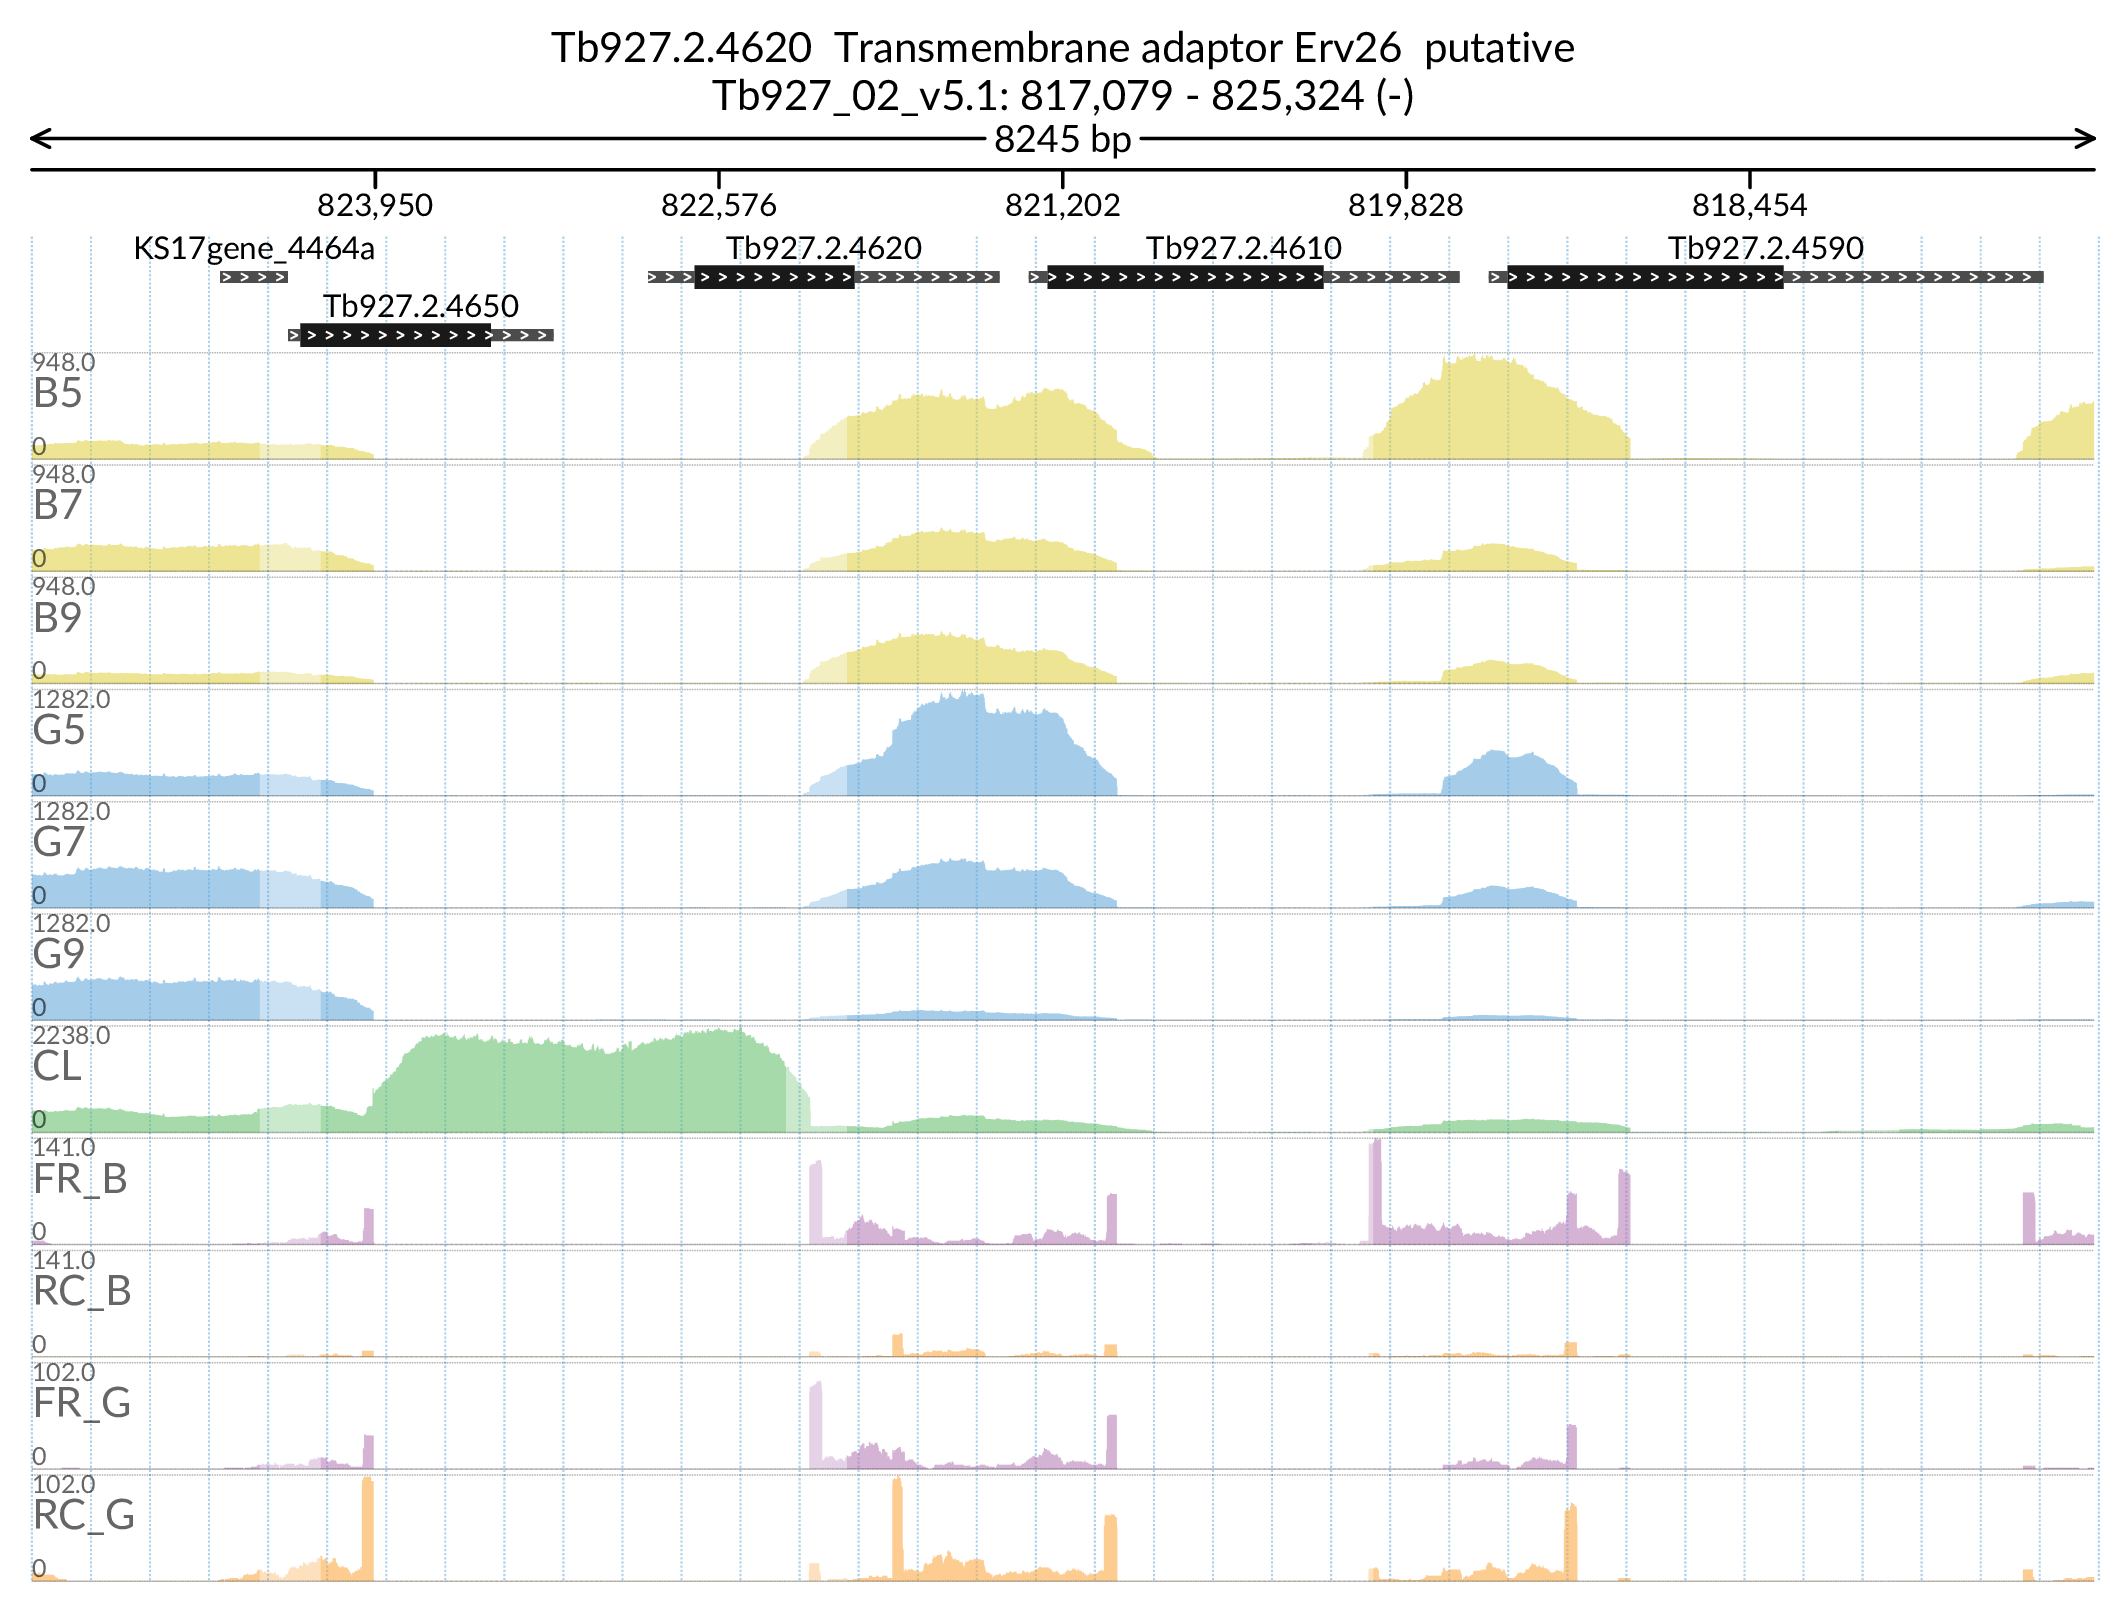 Tb927.2.4620  Transmembrane adaptor Erv26  putative
Tb927_02_v5.1: 817,079 - 825,324 (-)
8245 bp
823,950 822,576 821,202 819,828 818,454
KS17gene_4464a Tb927.2.4620 Tb927.2.4610 Tb927.2.4590
Tb927.2.4650
948.0
B5
0
948.0
B7
0
948.0
B9
0
1282.0
G5
0
1282.0
G7
0
1282.0
G9
0
2238.0
CL
0
141.0
FR_B
0
141.0
RC_B
0
102.0
FR_G
0
102.0
RC_G
0